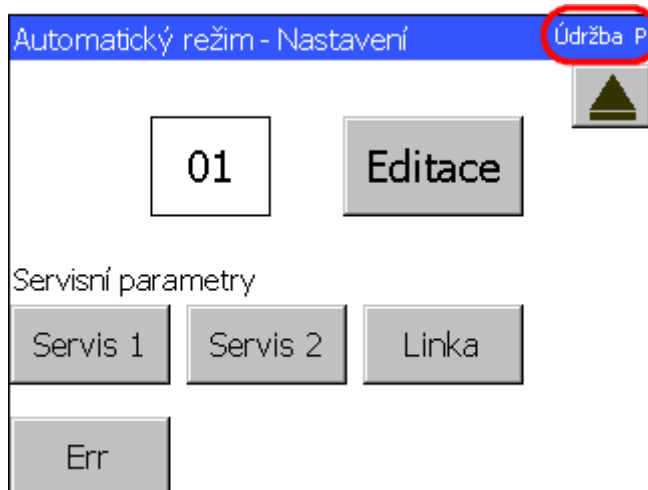 Automatický režim - Nastavení Údržba P
01 Editace
Servisní parametry
Servis 1 Servis 2 Linka
Err